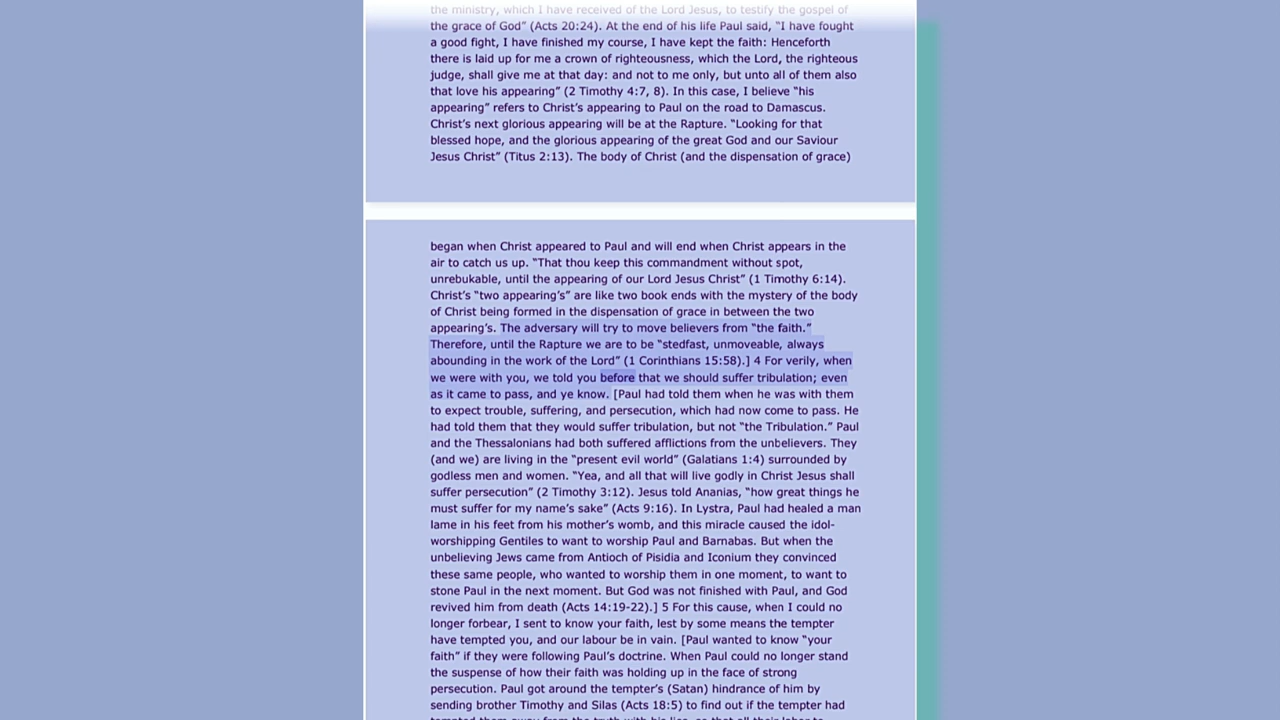 the ministry, which I have received of the Lord Jesus, to testify the gospel of
the grace of God” (Acts 20:24). At the end of his life Paul said, “I have fought
a good fight, I have finished my course, I have kept the faith: Henceforth
there is laid up for me a crown of righteousness, which the Lord, the righteous
judge, shall give me at that day: and not to me only, but unto all of them also
that love his appearing” (2 Timothy 4:7, 8). In this case, I believe “his
appearing” refers to Christ’s appearing to Paul on the road to Damascus.
Christ’s next glorious appearing will be at the Rapture. “Looking for that
blessed hope, and the glorious appearing of the great God and our Saviour
Jesus Christ” (Titus 2:13). The body of Christ (and the dispensation of grace)
began when Christ appeared to Paul and will end when Christ appears in the
air to catch us up. “That thou keep this commandment without spot,
unrebukable, until the appearing of our Lord Jesus Christ” (1 Timothy 6:14).
Christ’s “two appearing’s” are like two book ends with the mystery of the body
of Christ being formed in the dispensation of grace in between the two
appearing’s. The adversary will try to move believers from “the faith.”
Therefore, until the Rapture we are to be “stedfast, unmoveable, always
abounding in the work of the Lord” (1 Corinthians 15:58).] 4 For verily, when
we were with you, we told you before that we should suffer tribulation; even
as it came to pass, and ye know. [Paul had told them when he was with them
to expect trouble, suffering, and persecution, which had now come to pass. He
had told them that they would suffer tribulation, but not “the Tribulation.” Paul
and the Thessalonians had both suffered afflictions from the unbelievers. They
(and we) are living in the “present evil world” (Galatians 1:4) surrounded by
godless men and women. “Yea, and all that will live godly in Christ Jesus shall
suffer persecution” (2 Timothy 3:12). Jesus told Ananias, “how great things he
must suffer for my name’s sake” (Acts 9:16). In Lystra, Paul had healed a man
lame in his feet from his mother’s womb, and this miracle caused the idol-
worshipping Gentiles to want to worship Paul and Barnabas. But when the
unbelieving Jews came from Antioch of Pisidia and Iconium they convinced
these same people, who wanted to worship them in one moment, to want to
stone Paul in the next moment. But God was not finished with Paul, and God
revived him from death (Acts 14:19-22).] 5 For this cause, when I could no
longer forbear, I sent to know your faith, lest by some means the tempter
have tempted you, and our labour be in vain. [Paul wanted to know “your
faith” if they were following Paul’s doctrine. When Paul could no longer stand
the suspense of how their faith was holding up in the face of strong
persecution. Paul got around the tempter’s (Satan) hindrance of him by
sending brother Timothy and Silas (Acts 18:5) to find out if the tempter had
tempted them away from the truth with his lies, so that all their labor to